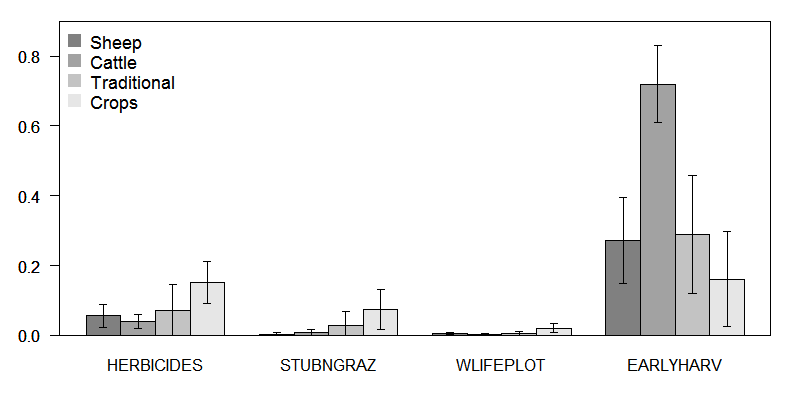 Sheep
Cattle
Traditional
Crops
0.8
0.6
0.4
0.2
0.0
HERBICIDES STUBNGRAZ WLIFEPLOT EARLYHARV